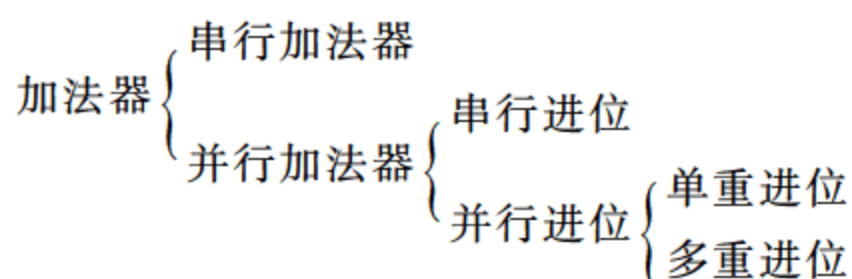 串行加法器
加法器
并行加法器
串行进位
并行进位
单重进位
多重进位